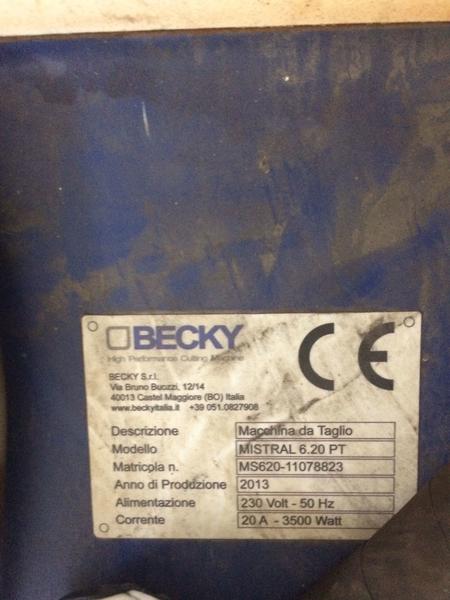 BECKY
High Performance Cutting Machine
BECKY S.r.l.
Via Bruno Buozzi, 12/14
40013 Castel Maggiore (BO) Italia
www.beckyitalia.it +39 051.0827908
CE
Descrizione Macchina da Taglio
Modello MISTRAL 6.20 PT
Matricola n. MS620-11078823
Anno di Produzione 2013
Alimentazione 230 Volt - 50 Hz
Corrente 20 A - 3500 Watt